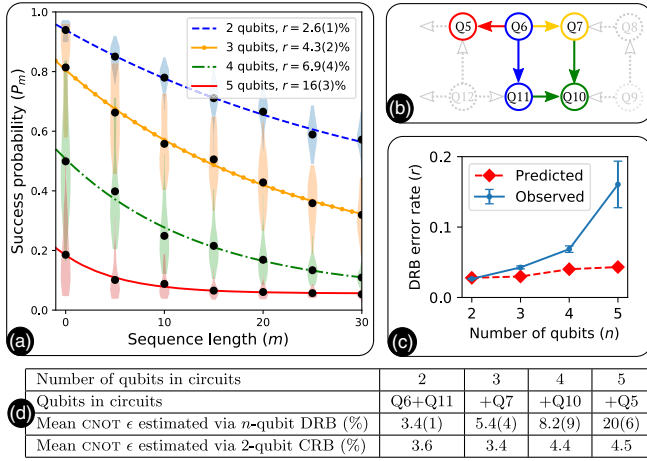 1.0
0.8
0.6
0.4
0.2
0.0
Success probability (Pm)
2 qubits, r = 2.6(1)%
3 qubits, r = 4.3(2)%
4 qubits, r = 6.9(4)%
5 qubits, r = 16(3)%
0 5 10 15 20 25 30
Sequence length (m)
(a)
Q5 Q6 Q7 Q8
Q12 Q11 Q10 Q9
(b)
0.2
0.1
0.0
DRB error rate (r)
Predicted
Observed
2 3 4 5
Number of qubits (n)
(c)
(d)
Number of qubits in circuits 2 3 4 5
Qubits in circuits Q6+Q11 +Q7 +Q10 +Q5
Mean CNOT ϵ estimated via n-qubit DRB (%) 3.4(1) 5.4(4) 8.2(9) 20(6)
Mean CNOT ϵ estimated via 2-qubit CRB (%) 3.6 3.4 4.4 4.5